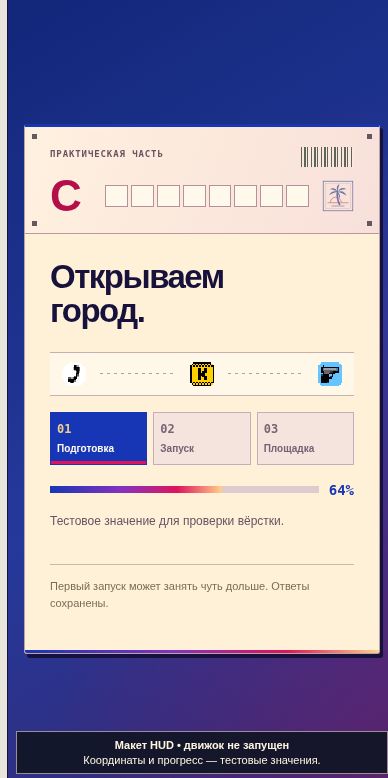 ПРАКТИЧЕСКАЯ ЧАСТЬ
C
Открываем
город.
K
01
Подготовка
02
Запуск
03
Площадка
64%
Тестовое значение для проверки вёрстки.
Первый запуск может занять чуть дольше. Ответы
сохранены.
Макет HUD • движок не запущен
Координаты и прогресс — тестовые значения.